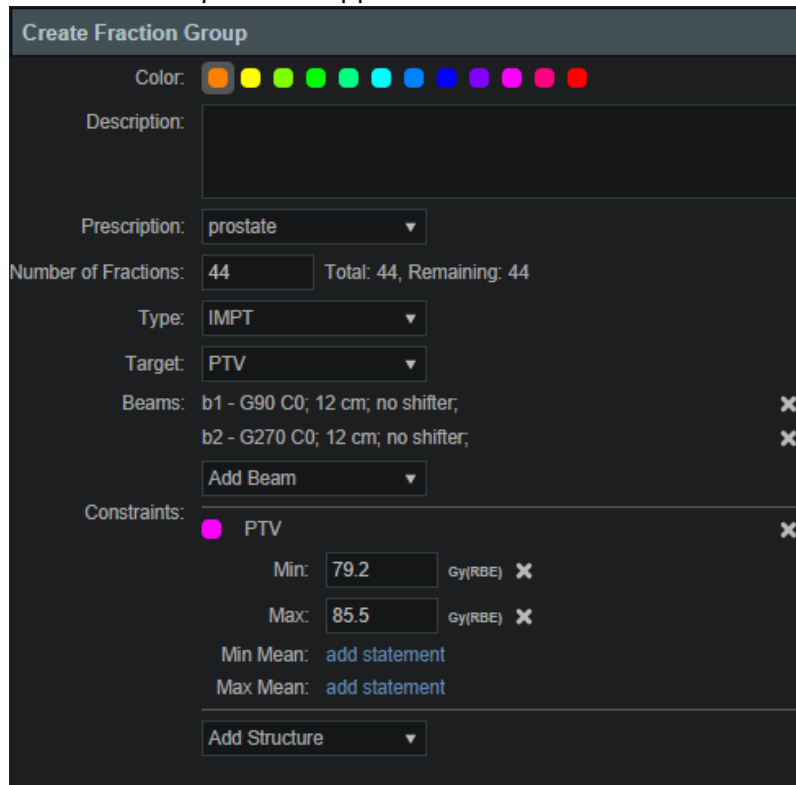 Create Fraction Group
Color:
Description:
Prescription: prostate
Number of Fractions: 44 Total: 44, Remaining: 44
Type: IMPT
Target: PTV
Beams: b1 - G90 C0; 12 cm; no shifter;
b2 - G270 C0; 12 cm; no shifter;
Add Beam
Constraints:
PTV
Min: 79.2 Gy(RBE)
Max: 85.5 Gy(RBE)
Min Mean: add statement
Max Mean: add statement
Add Structure